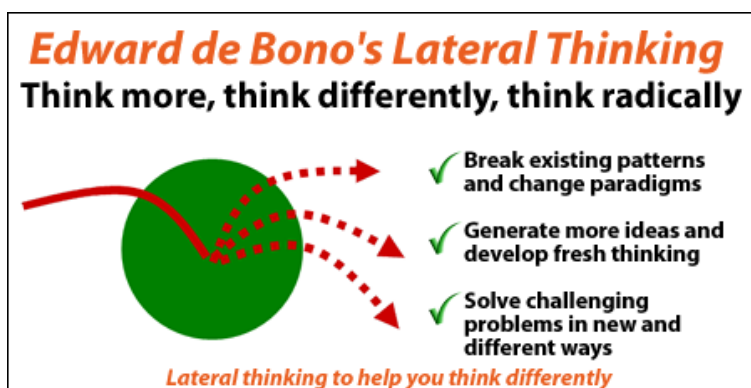 Edward de Bono's Lateral Thinking
Think more, think differently, think radically
Break existing patterns
and change paradigms
Generate more ideas and
develop fresh thinking
Solve challenging
problems in new and
different ways
Lateral thinking to help you think differently